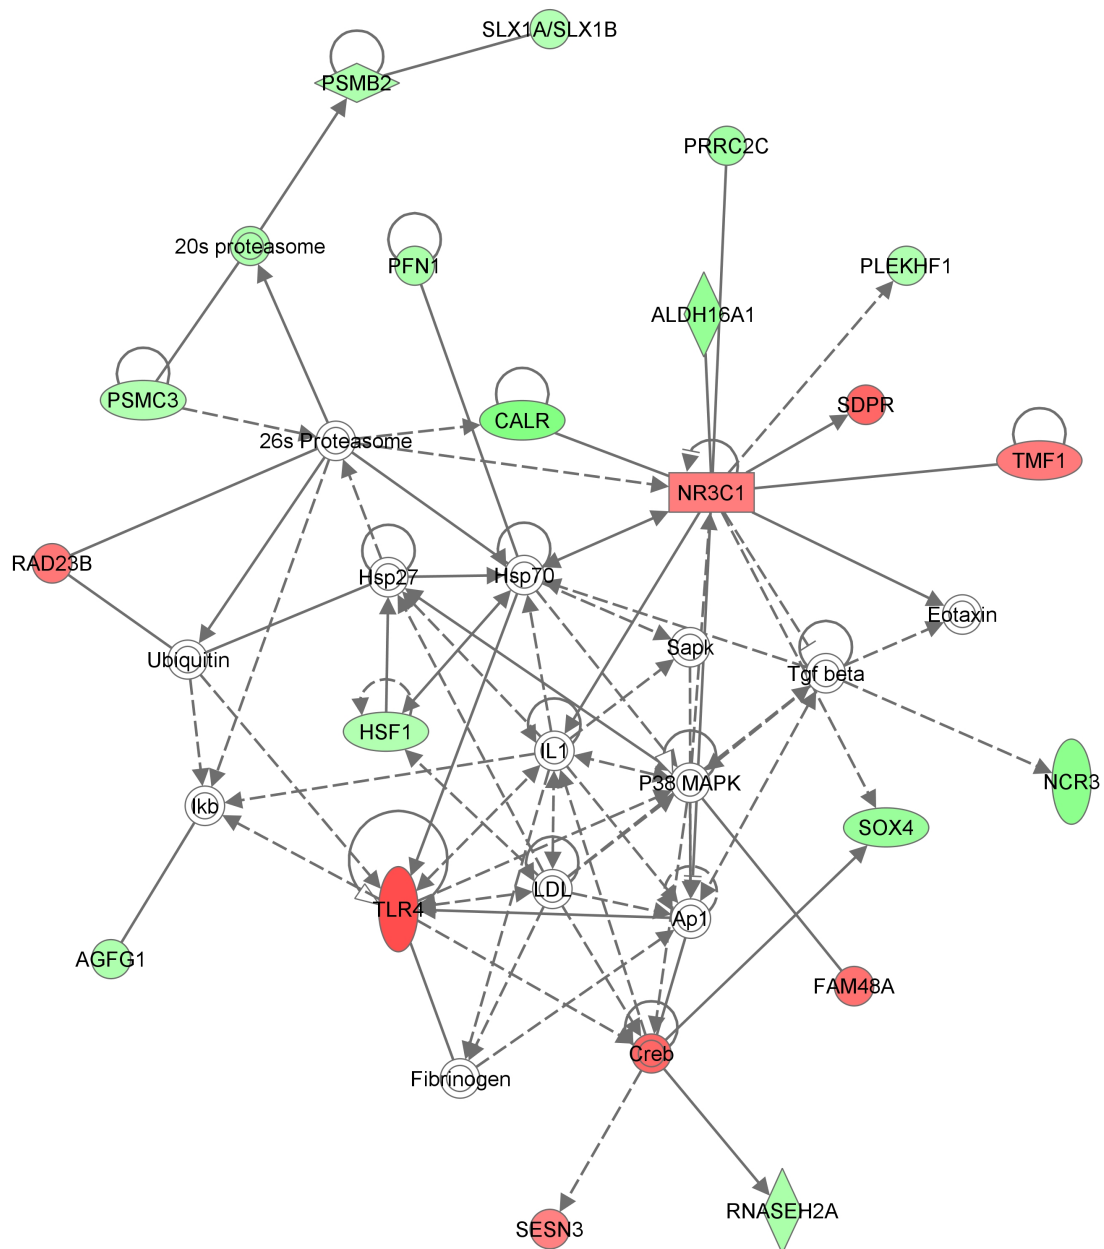 SLX1A/SLX1B
PSMB2
PRRC2C
20s proteasome
PFN1
PLEKHF1
ALDH16A1
PSMC3
CALR
SDPR
26s Proteasome
TMF1
NR3C1
RAD23B
Hsp27
Hsp70
Eotaxin
Ubiquitin
Sapk
Tgf beta
HSF1
IL1
P38 MAPK
NCR3
Ikb
SOX4
LDL
TLR4
Ap1
AGFG1
FAM48A
Creb
Fibrinogen
RNASEH2A
SESN3